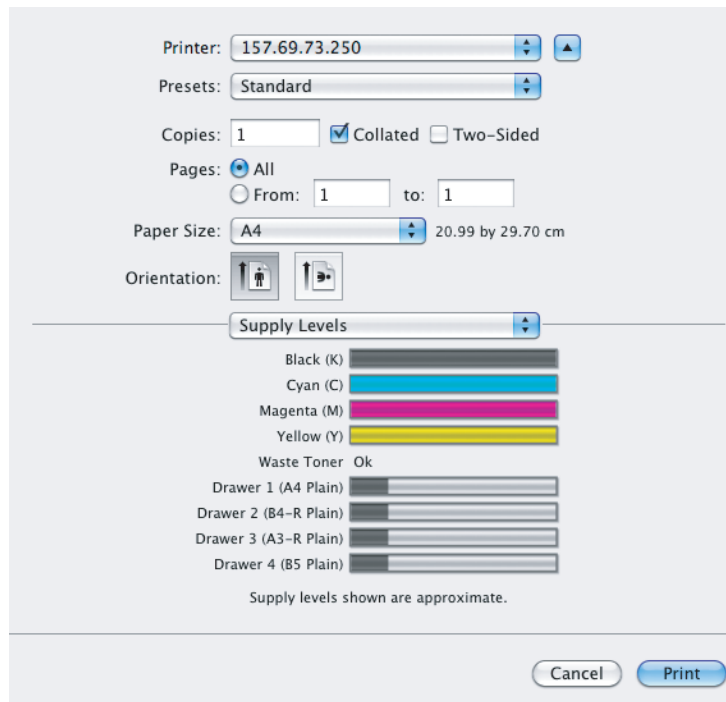 Printer: 157.69.73.250
Presets: Standard
Copies: 1 Collated Two-Sided
Pages: All
From: 1 to: 1
Paper Size: A4 20.99 by 29.70 cm
Orientation:
Supply Levels
Black (K)
Cyan (C)
Magenta (M)
Yellow (Y)
Waste Toner Ok
Drawer 1 (A4 Plain)
Drawer 2 (B4-R Plain)
Drawer 3 (A3-R Plain)
Drawer 4 (B5 Plain)
Supply levels shown are approximate.
Cancel Print